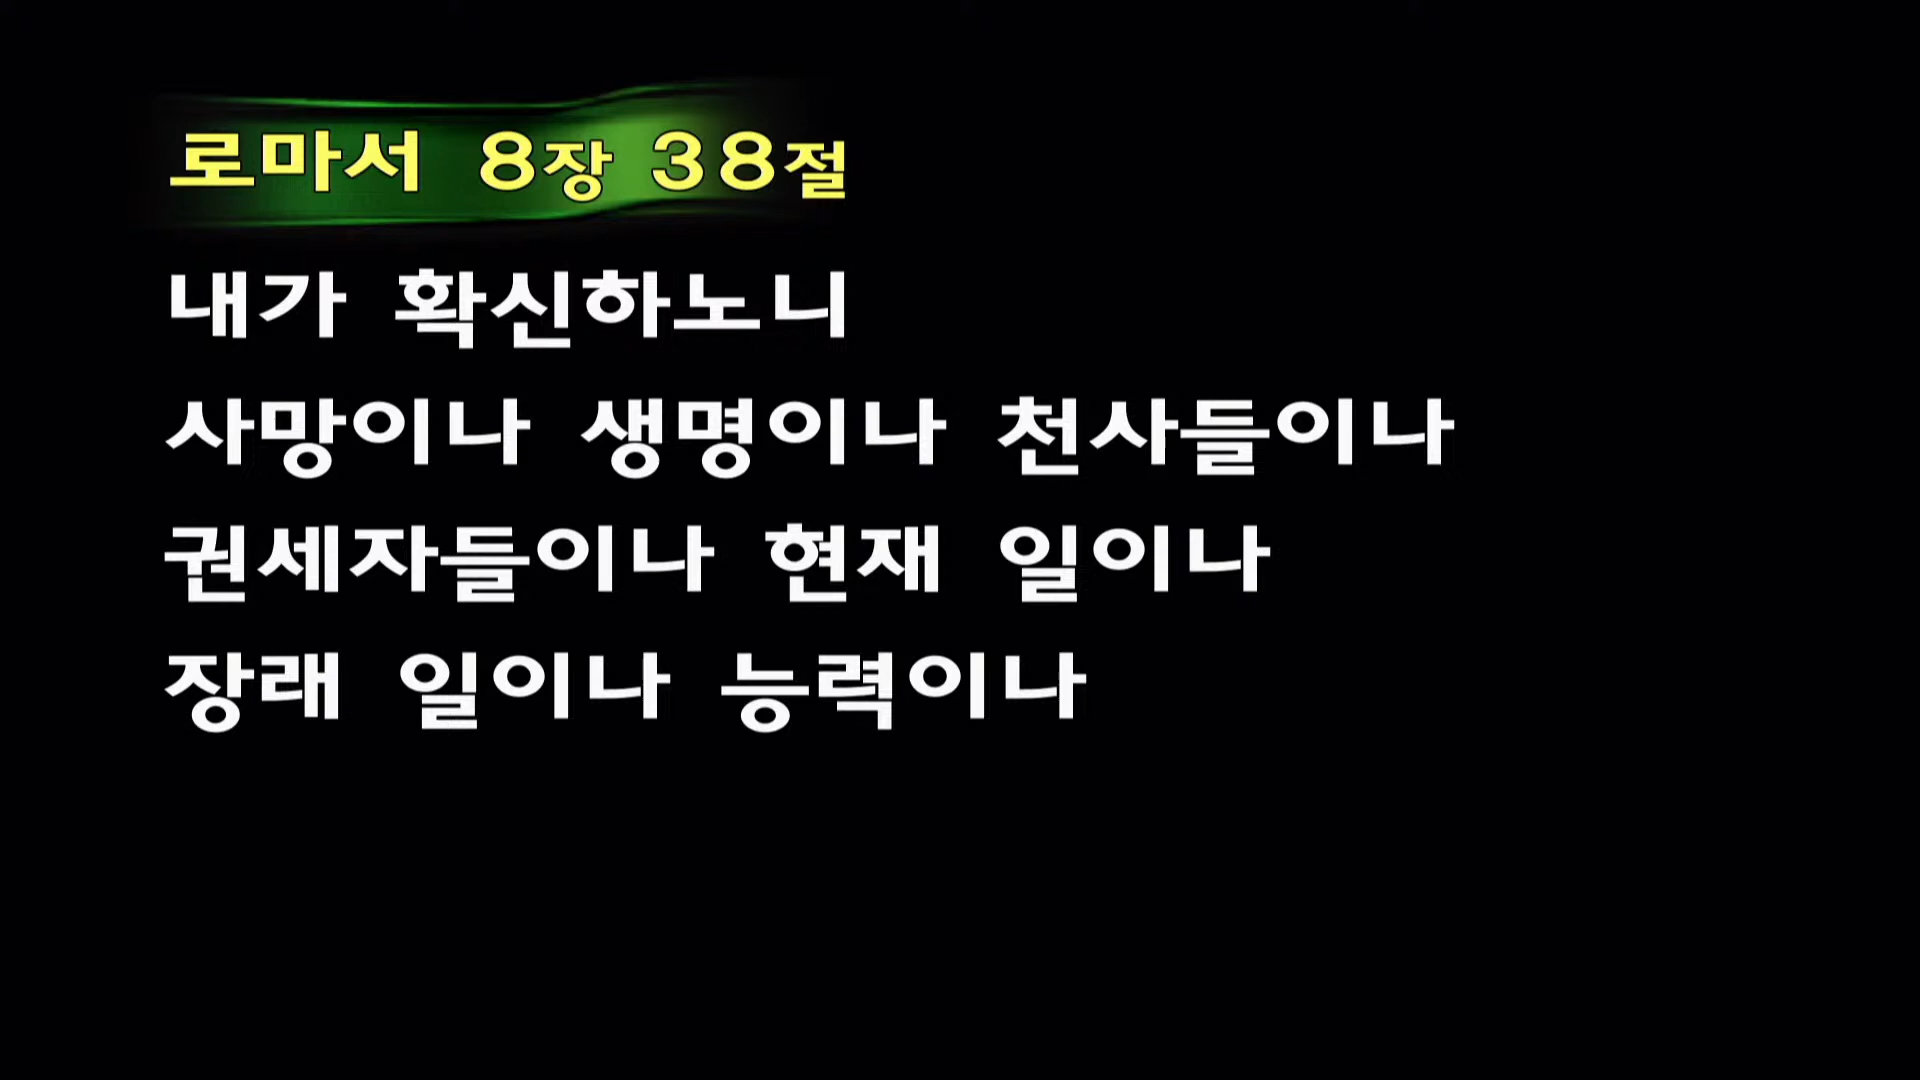 로마서 8장 38절
내가 확신하노니
사망이나 생명이나 천사들이나
권세자들이나 현재 일이나
장래 일이나 능력이나